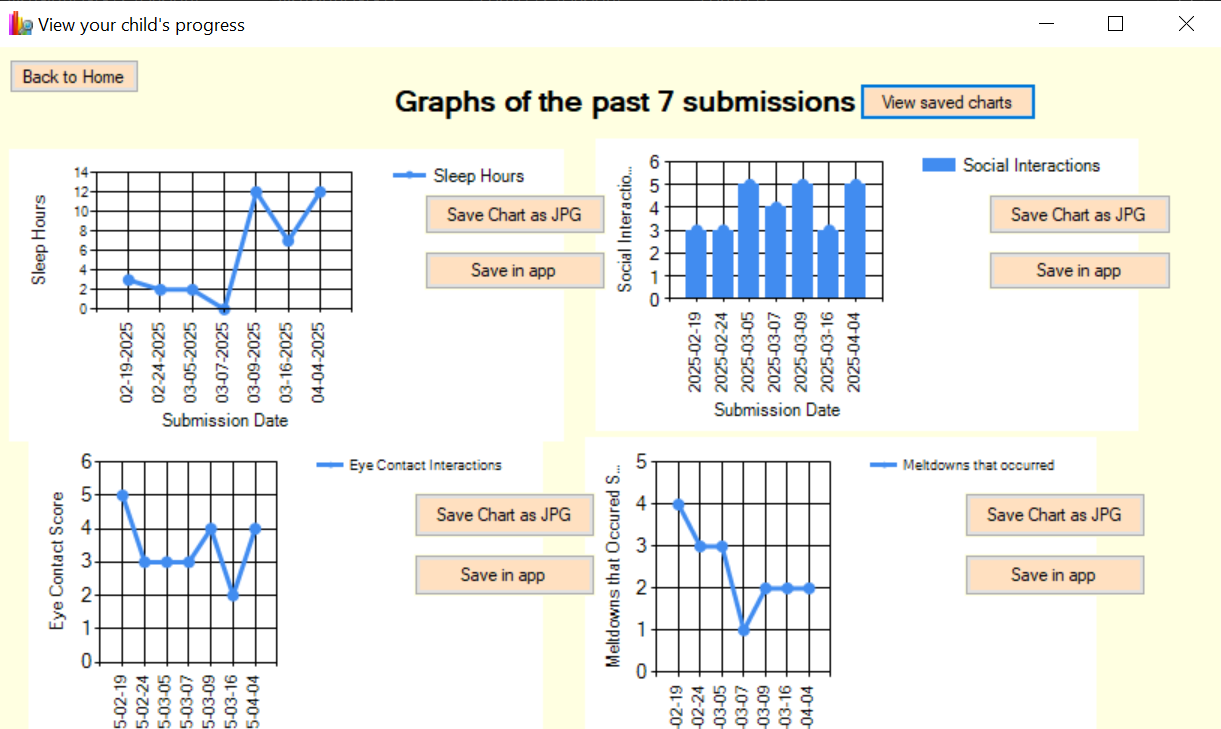 View your child's progress
Back to Home
Graphs of the past 7 submissions
View saved charts
Sleep Hours
14
12
10
8
6
4
2
0
02-19-2025
02-24-2025
03-05-2025
03-07-2025
03-09-2025
03-16-2025
04-04-2025
Submission Date
Sleep Hours
Save Chart as JPG
Save in app
Social Interactio...
6
5
4
3
2
1
0
2025-02-19
2025-02-24
2025-03-05
2025-03-07
2025-03-09
2025-03-16
2025-04-04
Submission Date
Social Interactions
Save Chart as JPG
Save in app
Eye Contact Score
6
5
4
3
2
1
0
5-02-19
5-02-24
5-03-05
5-03-07
5-03-09
5-03-16
5-04-04
Eye Contact Interactions
Save Chart as JPG
Save in app
Meltdowns that Occured S...
5
4
3
2
1
0
-02-19
-02-24
-03-05
-03-07
-03-09
-03-16
-04-04
Meltdowns that occurred
Save Chart as JPG
Save in app